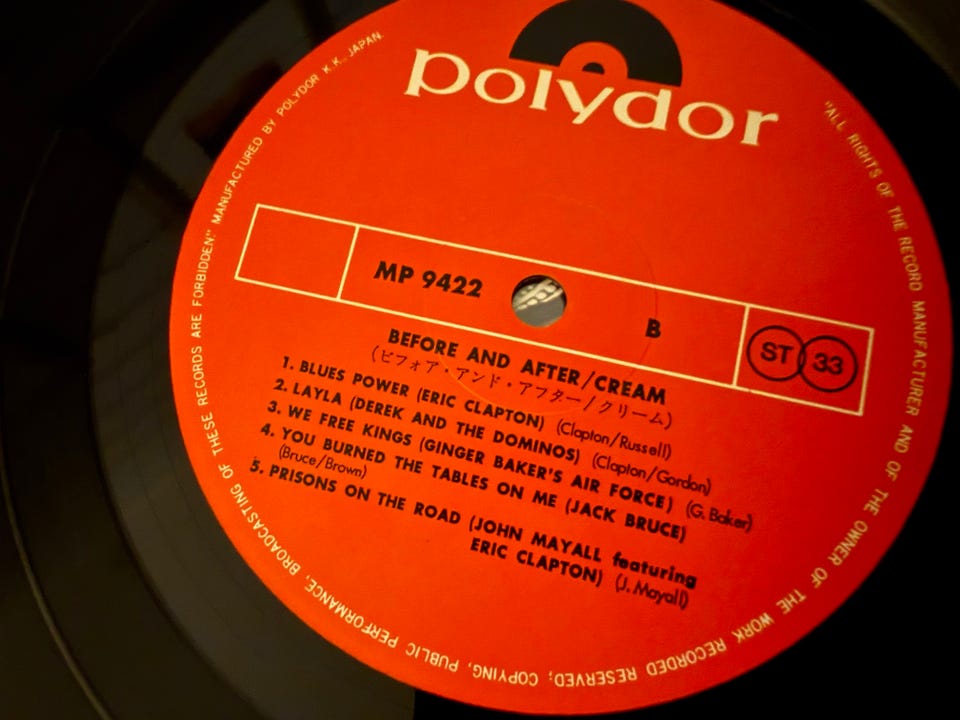 polydor
MP 9422
B
ST 33
BEFORE AND AFTER/CREAM
(ビフォア・アンド・アフター/クリーム)
1. BLUES POWER (ERIC CLAPTON) (Clapton/Russell)
2. LAYLA (DEREK AND THE DOMINOS) (Clapton/Gordon)
3. WE FREE KINGS (GINGER BAKER'S AIR FORCE) (G. Baker)
4. YOU BURNED THE TABLES ON ME (JACK BRUCE)
(Bruce/Brown)
5. PRISONS ON THE ROAD (JOHN MAYALL featuring
ERIC CLAPTON) (J. Mayall)
"ALL RIGHTS OF THE RECORD MANUFACTURER AND OF THE OWNER OF THE WORK RECORDED RESERVED; COPYING, PUBLIC PERFORMANCE, BROADCASTING OF THESE RECORDS ARE FORBIDDEN." MANUFACTURED BY POLYDOR K.K., JAPAN.